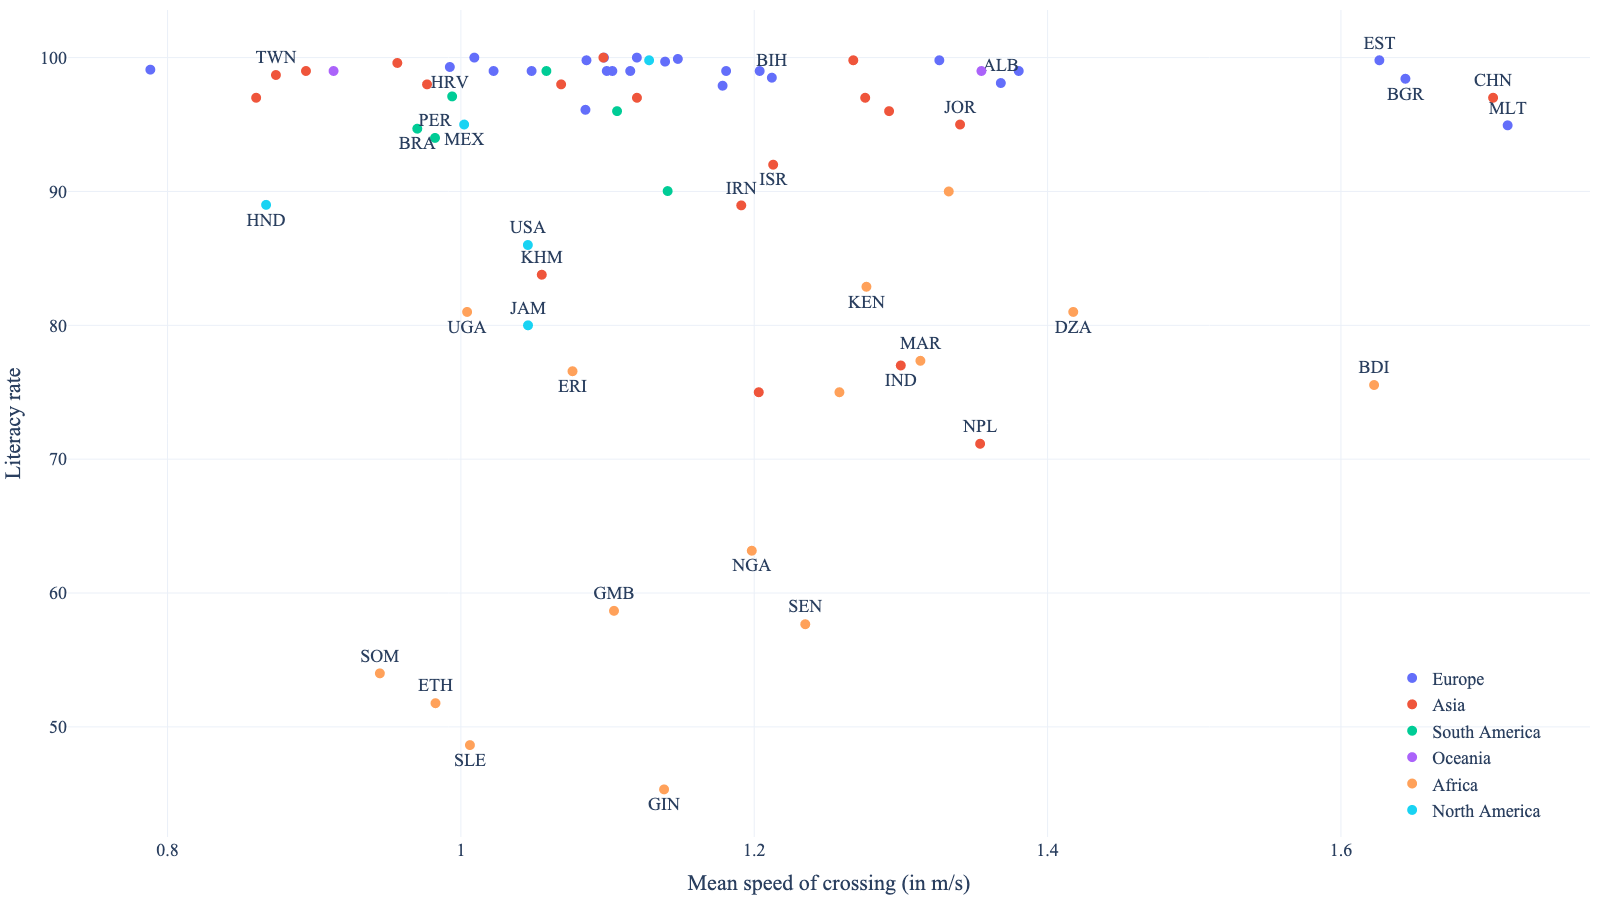 EST
100
TWN
BIH
ALB
HRV
CHN
BGR
MLT
JOR
PER
BRA
MEX
ISR
90
IRN
HND
USA
KHM
KEN
JAM
80
UGA
DZA
MAR
IND
BDI
ERI
Literacy rate
NPL
70
NGA
60
GMB
SEN
SOM
ETH
50
SLE
GIN
Europe
Asia
South America
Oceania
Africa
North America
0.8
1
1.2
1.4
1.6
Mean speed of crossing (in m/s)